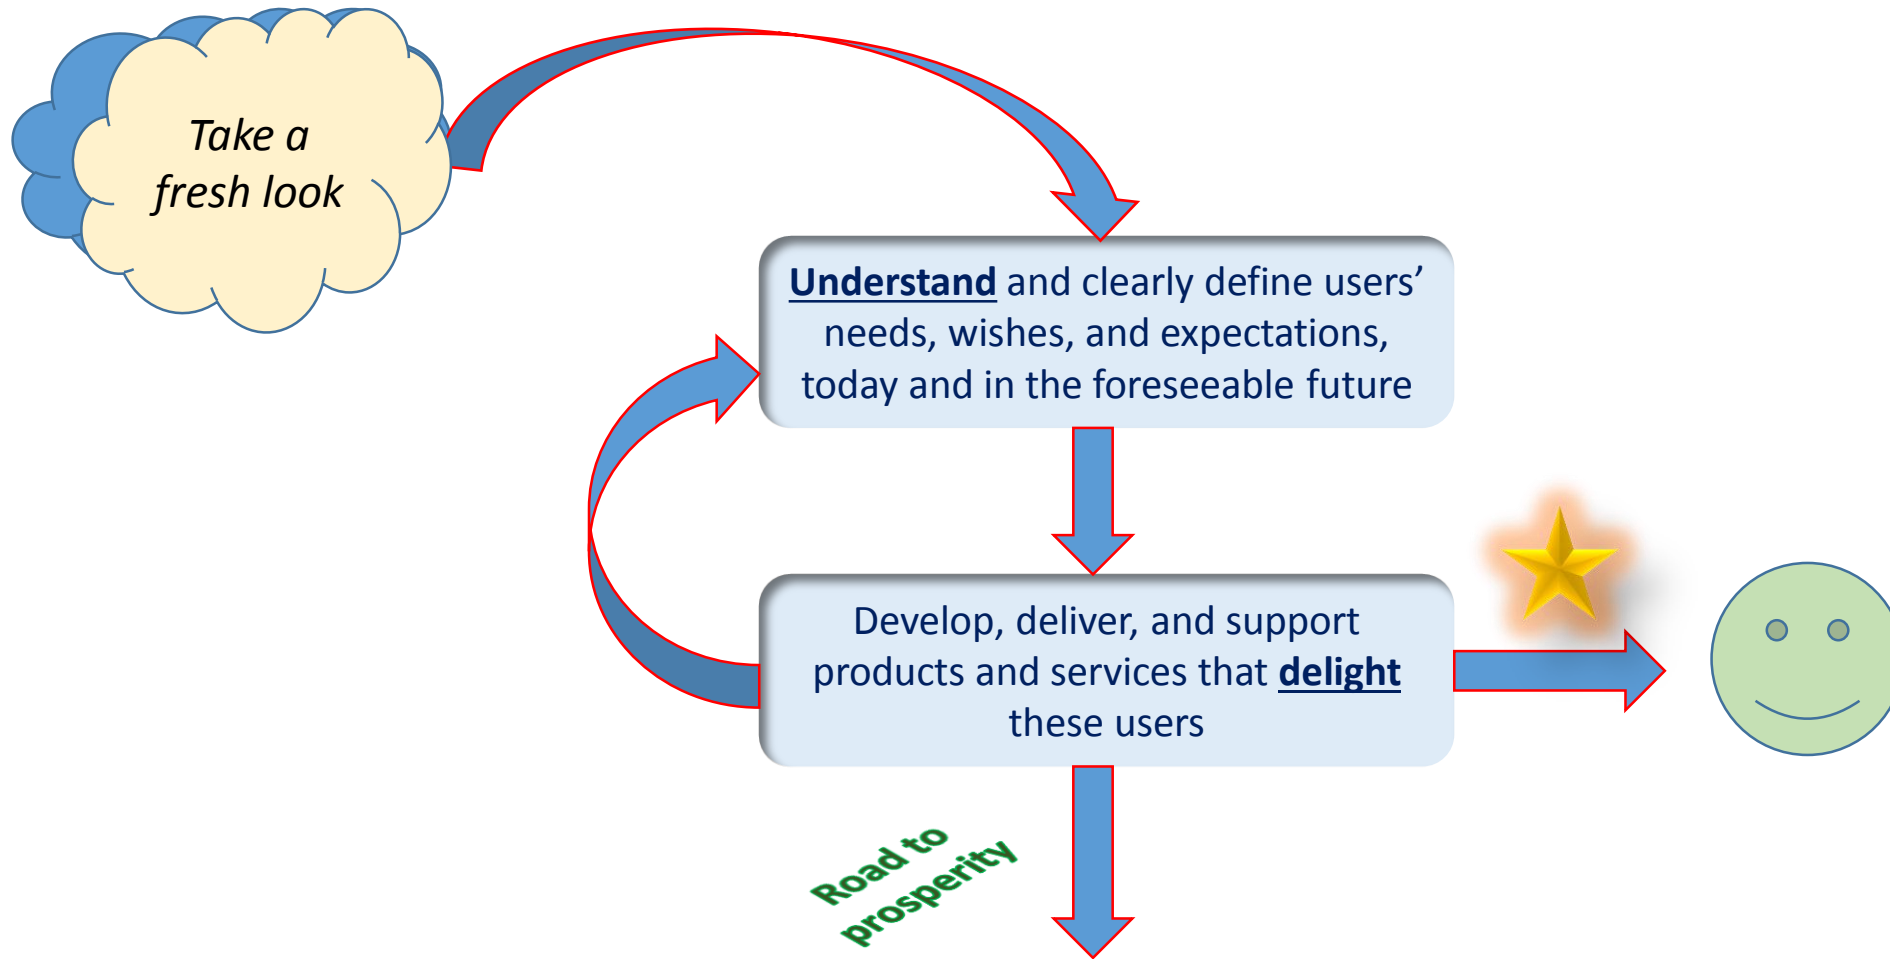 Take a
fresh look
Understand and clearly define users’
needs, wishes, and expectations,
today and in the foreseeable future
Develop, deliver, and support
products and services that delight
these users
Road to
prosperity